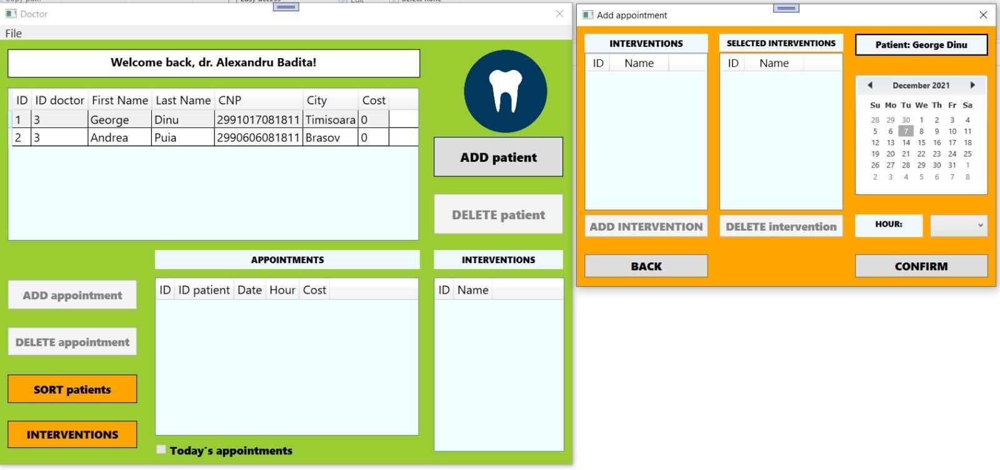 Doctor
File
Welcome back, dr. Alexandru Badita!
ID ID doctor First Name Last Name CNP City Cost
1 3 George Dinu 2991017081811 Timisoara 0
2 3 Andrea Puia 2990606081811 Brasov 0
ADD patient
DELETE patient
APPOINTMENTS
INTERVENTIONS
ADD appointment
DELETE appointment
SORT patients
INTERVENTIONS
ID ID patient Date Hour Cost
ID Name
Today's appointments
Add appointment
INTERVENTIONS
SELECTED INTERVENTIONS
Patient: George Dinu
ID Name
ID Name
December 2021
Su Mo Tu We Th Fr Sa
28 29 30 1 2 3 4
5 6 7 8 9 10 11
12 13 14 15 16 17 18
19 20 21 22 23 24 25
26 27 28 29 30 31 1
2 3 4 5 6 7 8
ADD INTERVENTION
DELETE intervention
HOUR:
BACK
CONFIRM